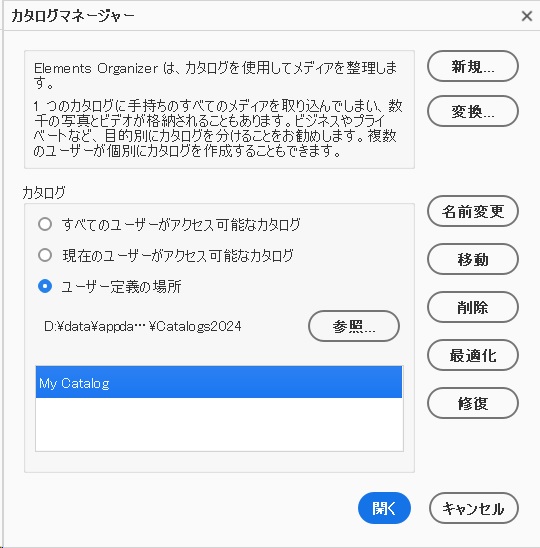 カタログマネージャー
Elements Organizer は、カタログを使用してメディアを整理しま
す。
1 つのカタログに手持ちのすべてのメディアを取り込んでしまい、数
千の写真とビデオが格納されることもあります。ビジネスやプライ
ベートなど、目的別にカタログを分けることをお勧めします。複数
のユーザーが個別にカタログを作成することもできます。
新規...
変換...
カタログ
すべてのユーザーがアクセス可能なカタログ
現在のユーザーがアクセス可能なカタログ
ユーザー定義の場所
D:¥data¥appda… ¥Catalogs2024
参照...
My Catalog
名前変更
移動
削除
最適化
修復
開く
キャンセル